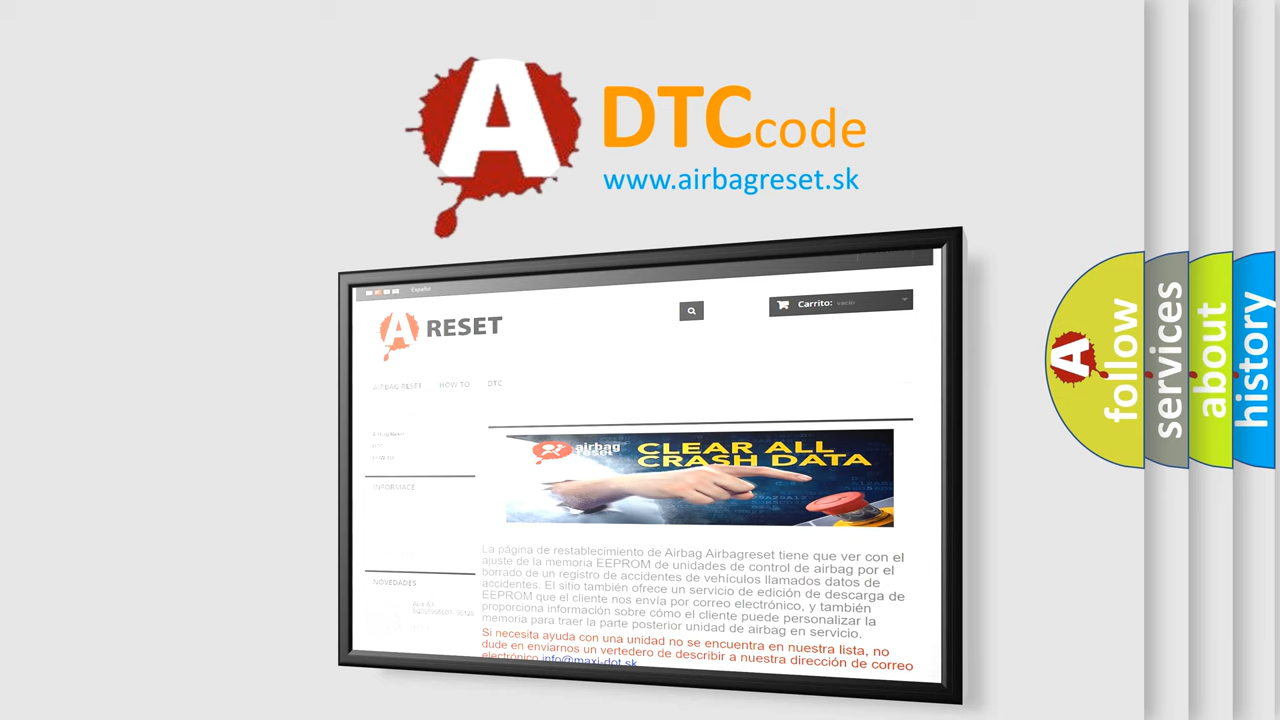 A DTCcode
www.airbagreset.sk
Español
A RESET
Carrito: vacío
AIRBAG RESET HOW TO DTC
HOW TO
INFORMACE
NOVEDADES
airbag
reset
CLEAR ALL
CRASH DATA
La página de restablecimiento de Airbag Airbagreset tiene que ver con el
ajuste de la memoria EEPROM de unidades de control de airbag por el
borrado de un registro de accidentes de vehículos llamados datos de
accidentes. El sitio también ofrece un servicio de edición de descarga de
EEPROM que el cliente nos envía por correo electrónico, y también
proporciona información sobre cómo el cliente puede personalizar la
memoria para traer la parte posterior unidad de airbag en servicio.
Si necesita ayuda con una unidad no se encuentra en nuestra lista, no
dude en enviarnos un vertedero de describir a nuestra dirección de correo
electrónico info@maxi-dot.sk
A follow
services
about
history